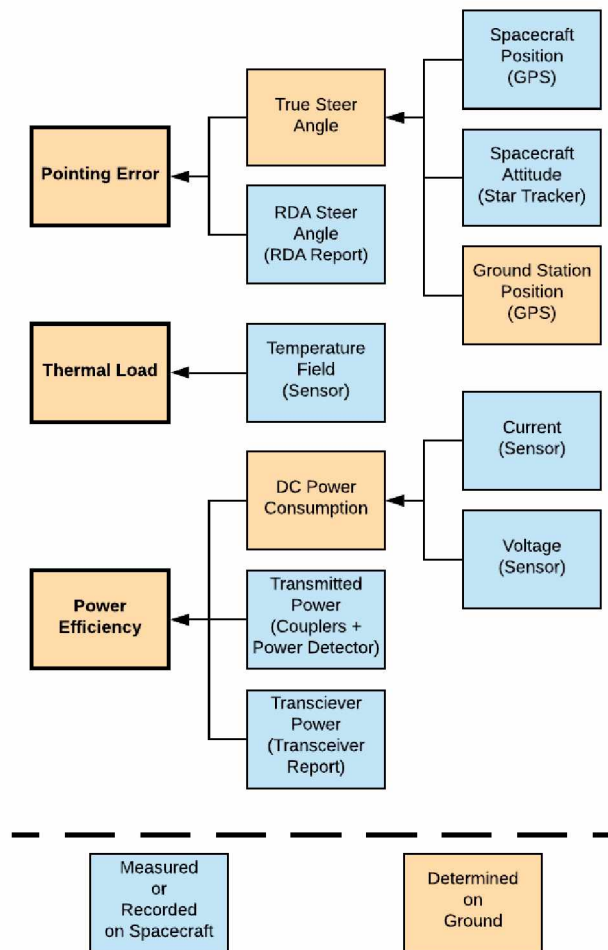 Pointing Error
True Steer
Angle
RDA Steer
Angle
(RDA Report)
Spacecraft
Position
(GPS)
Spacecraft
Attitude
(Star Tracker)
Ground Station
Position
(GPS)
Thermal Load
Temperature
Field
(Sensor)
Power
Efficiency
DC Power
Consumption
Transmitted
Power
(Couplers +
Power Detector)
Transciever
Power
(Transceiver
Report)
Current
(Sensor)
Voltage
(Sensor)
Measured
or
Recorded
on Spacecraft
Determined
on
Ground